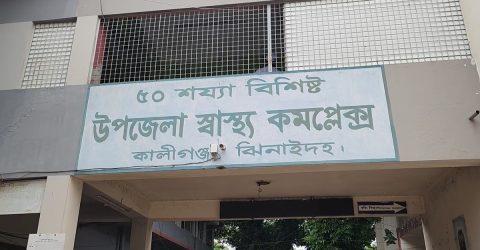 ৫০ শয্যা বিশিষ্ট
উপজেলা স্বাস্থ্য কমপ্লেক্স
কালীগঞ্জ, ঝিনাইদহ।